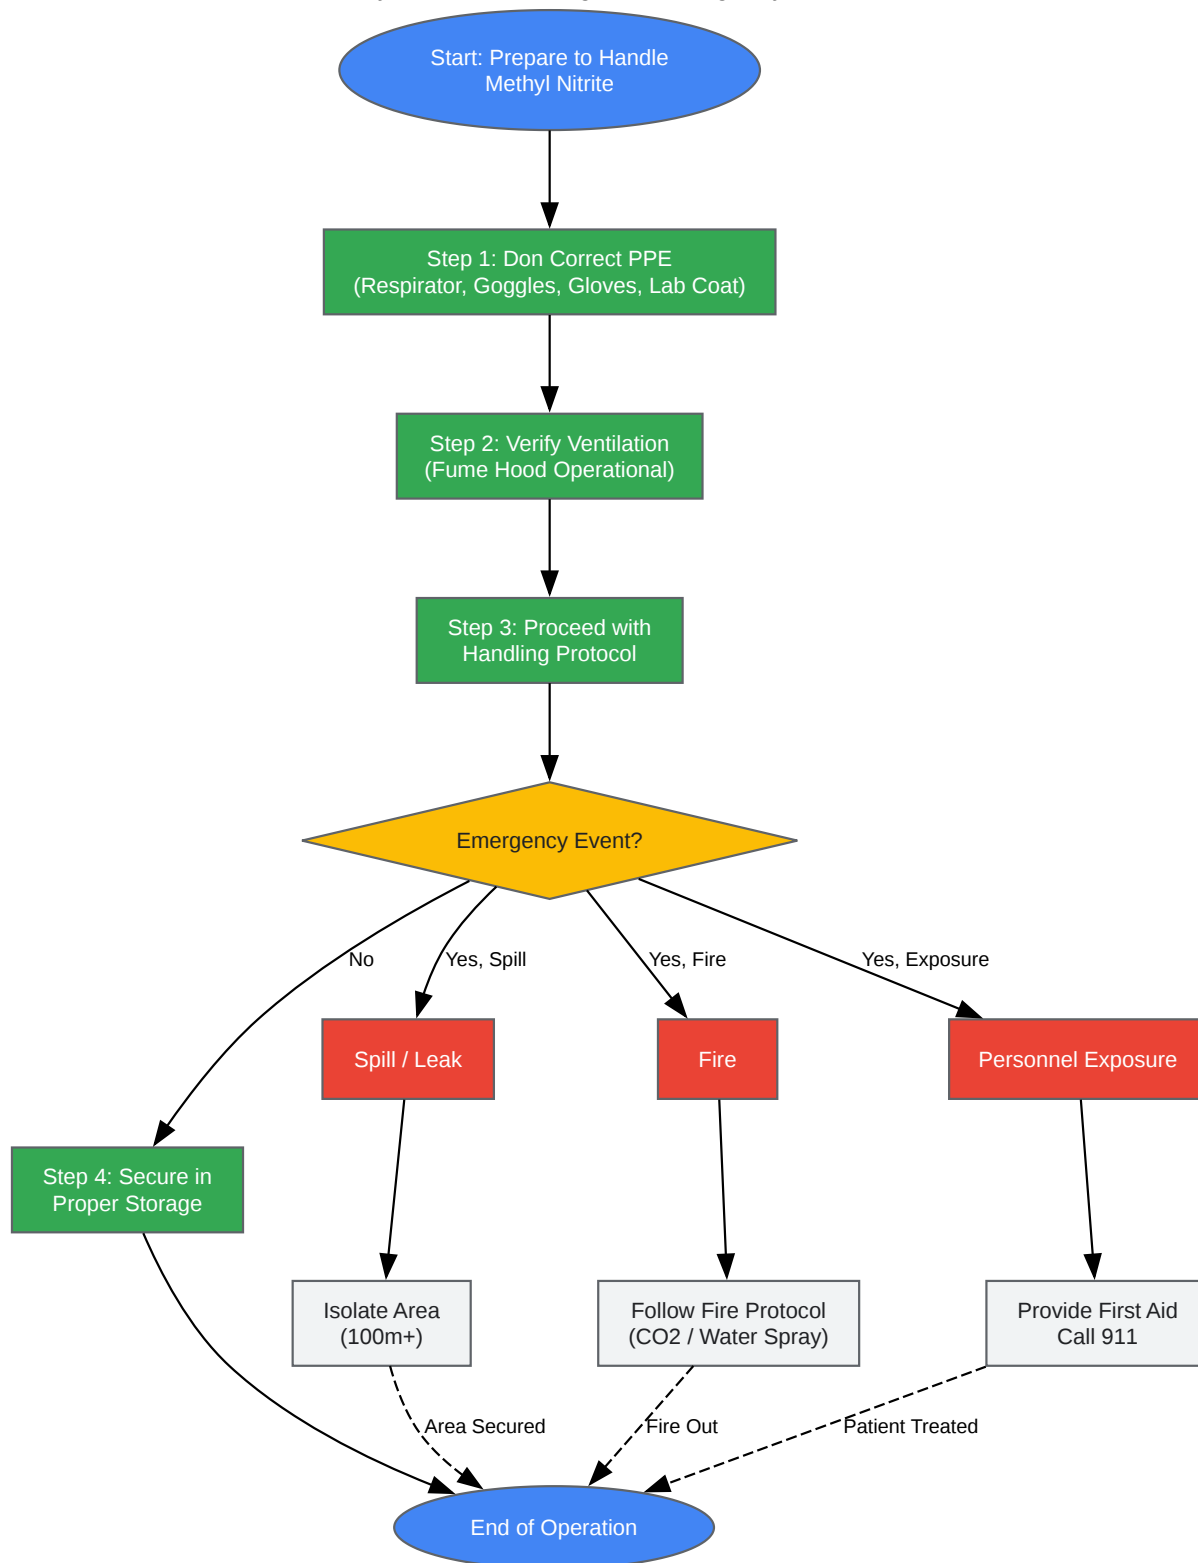 Start: Prepare to Handle
Methyl Nitrite
Step 1: Don Correct PPE
(Respirator, Goggles, Gloves, Lab Coat)
Step 2: Verify Ventilation
(Fume Hood Operational)
Step 3: Proceed with
Handling Protocol
Emergency Event?
No
Yes, Spill
Yes, Fire
Yes, Exposure
Spill / Leak
Fire
Personnel Exposure
Step 4: Secure in
Proper Storage
Isolate Area
(100m+)
Follow Fire Protocol
(CO2 / Water Spray)
Provide First Aid
Call 911
Area Secured
Fire Out
Patient Treated
End of Operation